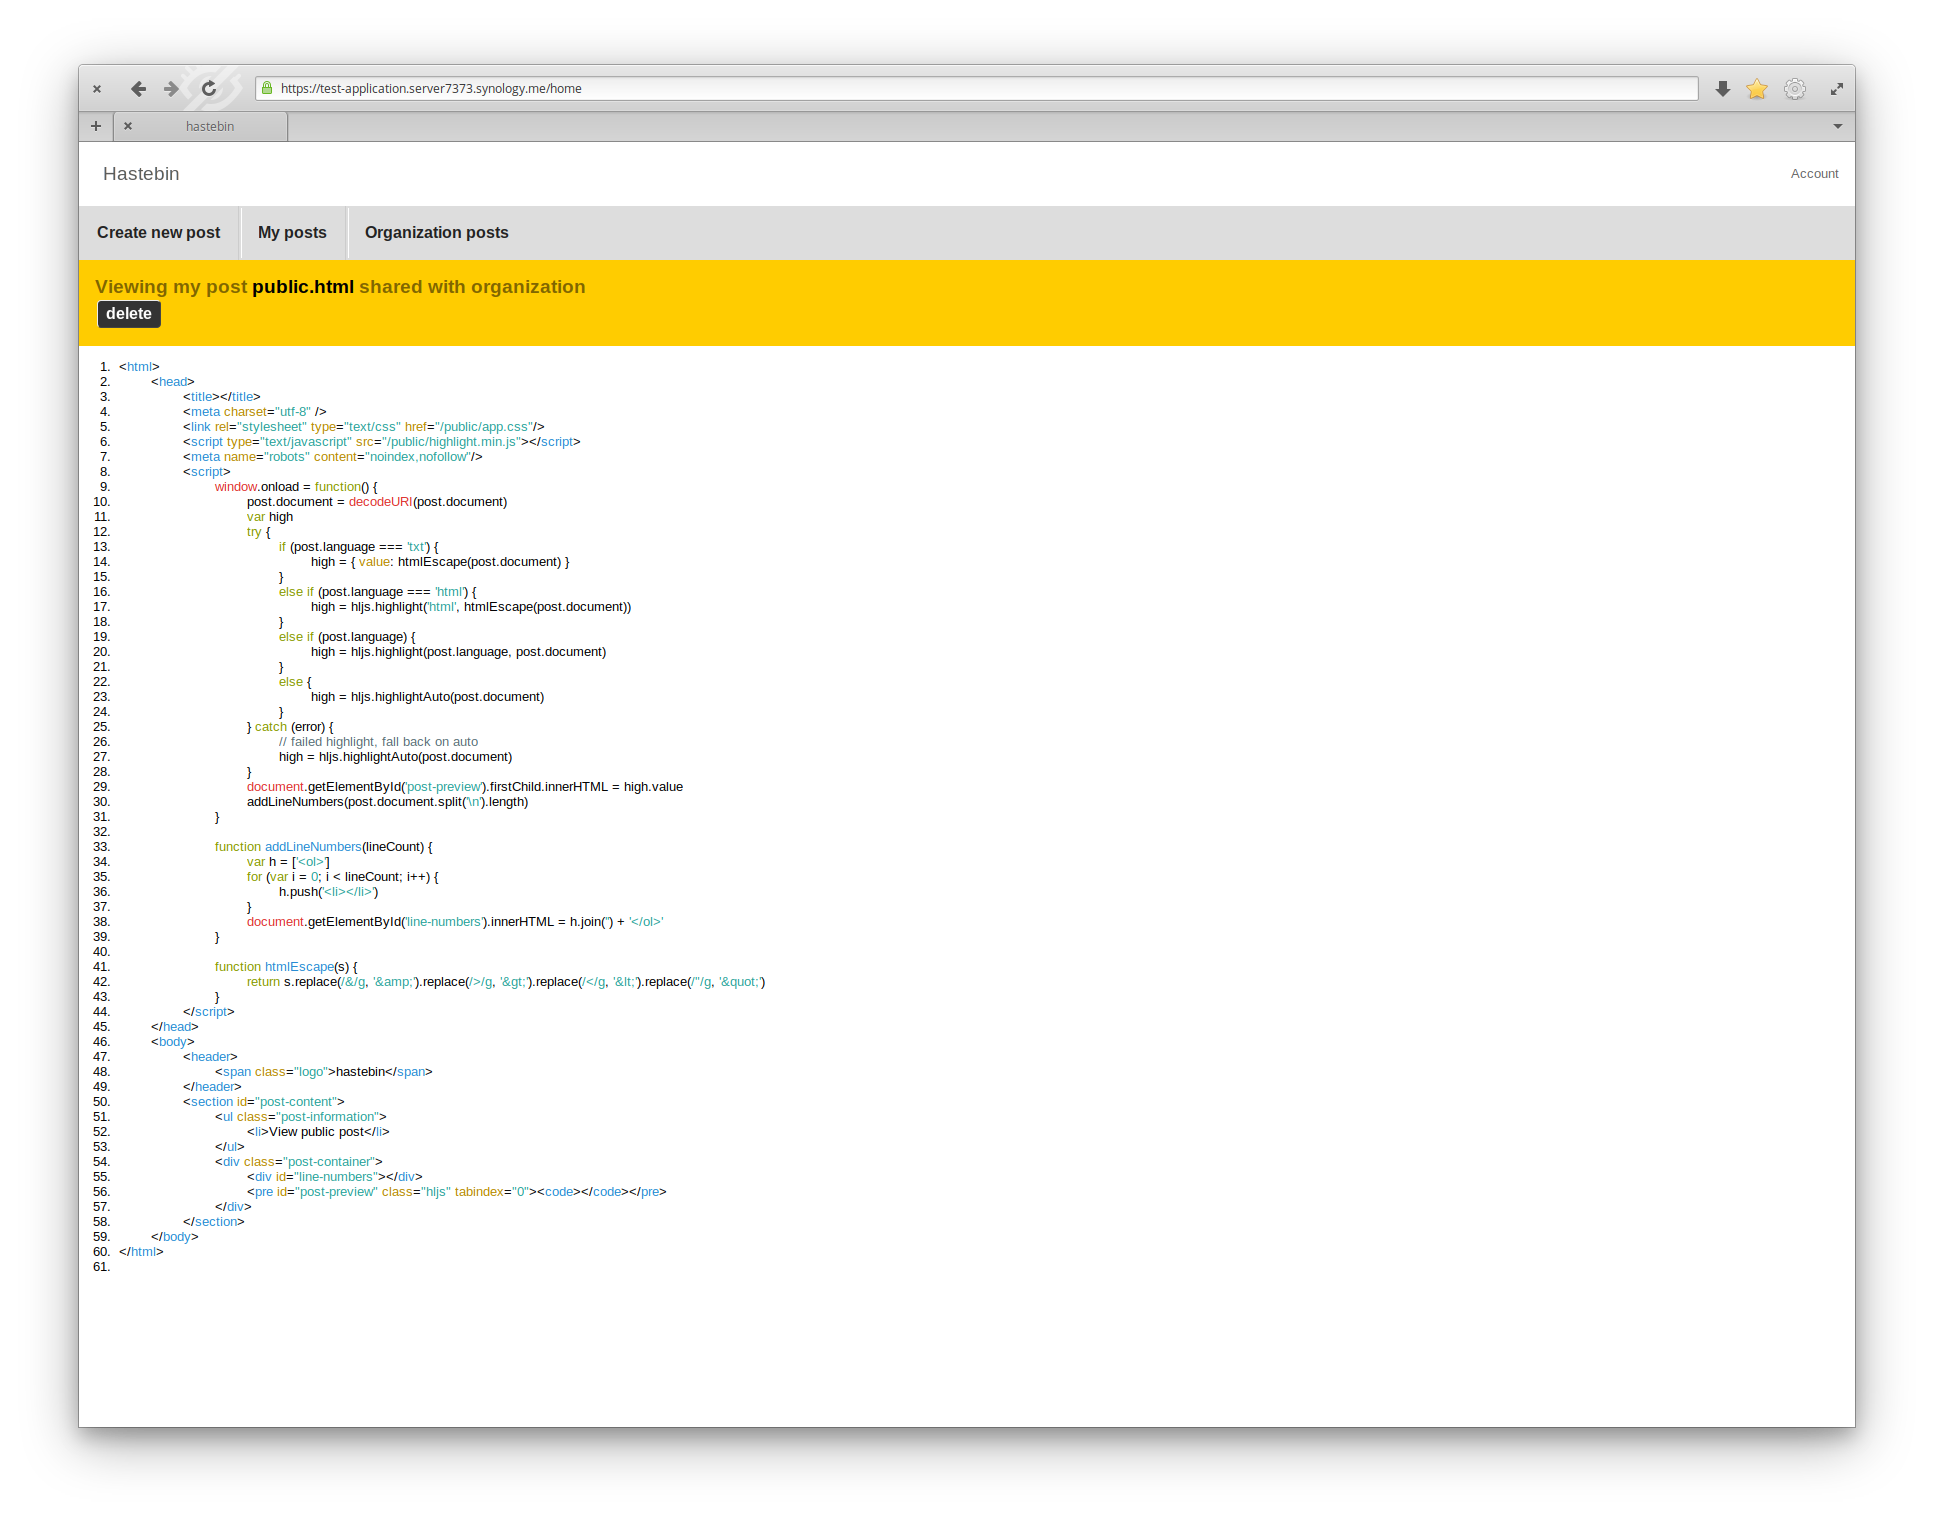 https://test-application.server7373.synology.me/home
hastebin
Hastebin
Account
Create new post
My posts
Organization posts
Viewing my post public.html shared with organization
delete
1. <html>
2. <head>
3. <title></title>
4. <meta charset="utf-8" />
5. <link rel="stylesheet" type="text/css" href="/public/app.css"/>
6. <script type="text/javascript" src="/public/highlight.min.js"></script>
7. <meta name="robots" content="noindex,nofollow"/>
8. <script>
9. window.onload = function() {
10. post.document = decodeURI(post.document)
11. var high
12. try {
13. if (post.language === 'txt') {
14. high = { value: htmlEscape(post.document) }
15. }
16. else if (post.language === 'html') {
17. high = hljs.highlight('html', htmlEscape(post.document))
18. }
19. else if (post.language) {
20. high = hljs.highlight(post.language, post.document)
21. }
22. else {
23. high = hljs.highlightAuto(post.document)
24. }
25. } catch (error) {
26. // failed highlight, fall back on auto
27. high = hljs.highlightAuto(post.document)
28. }
29. document.getElementById('post-preview').firstChild.innerHTML = high.value
30. addLineNumbers(post.document.split('\n').length)
31. }
32.
33. function addLineNumbers(lineCount) {
34. var h = ['<ol>']
35. for (var i = 0; i < lineCount; i++) {
36. h.push('<li></li>')
37. }
38. document.getElementById('line-numbers').innerHTML = h.join('') + '</ol>'
39. }
40.
41. function htmlEscape(s) {
42. return s.replace(/&/g, '&amp;').replace(/>/g, '&gt;').replace(/</g, '&lt;').replace(/"/g, '&quot;')
43. }
44. </script>
45. </head>
46. <body>
47. <header>
48. <span class="logo">hastebin</span>
49. </header>
50. <section id="post-content">
51. <ul class="post-information">
52. <li>View public post</li>
53. </ul>
54. <div class="post-container">
55. <div id="line-numbers"></div>
56. <pre id="post-preview" class="hljs" tabindex="0"><code></code></pre>
57. </div>
58. </section>
59. </body>
60. </html>
61.